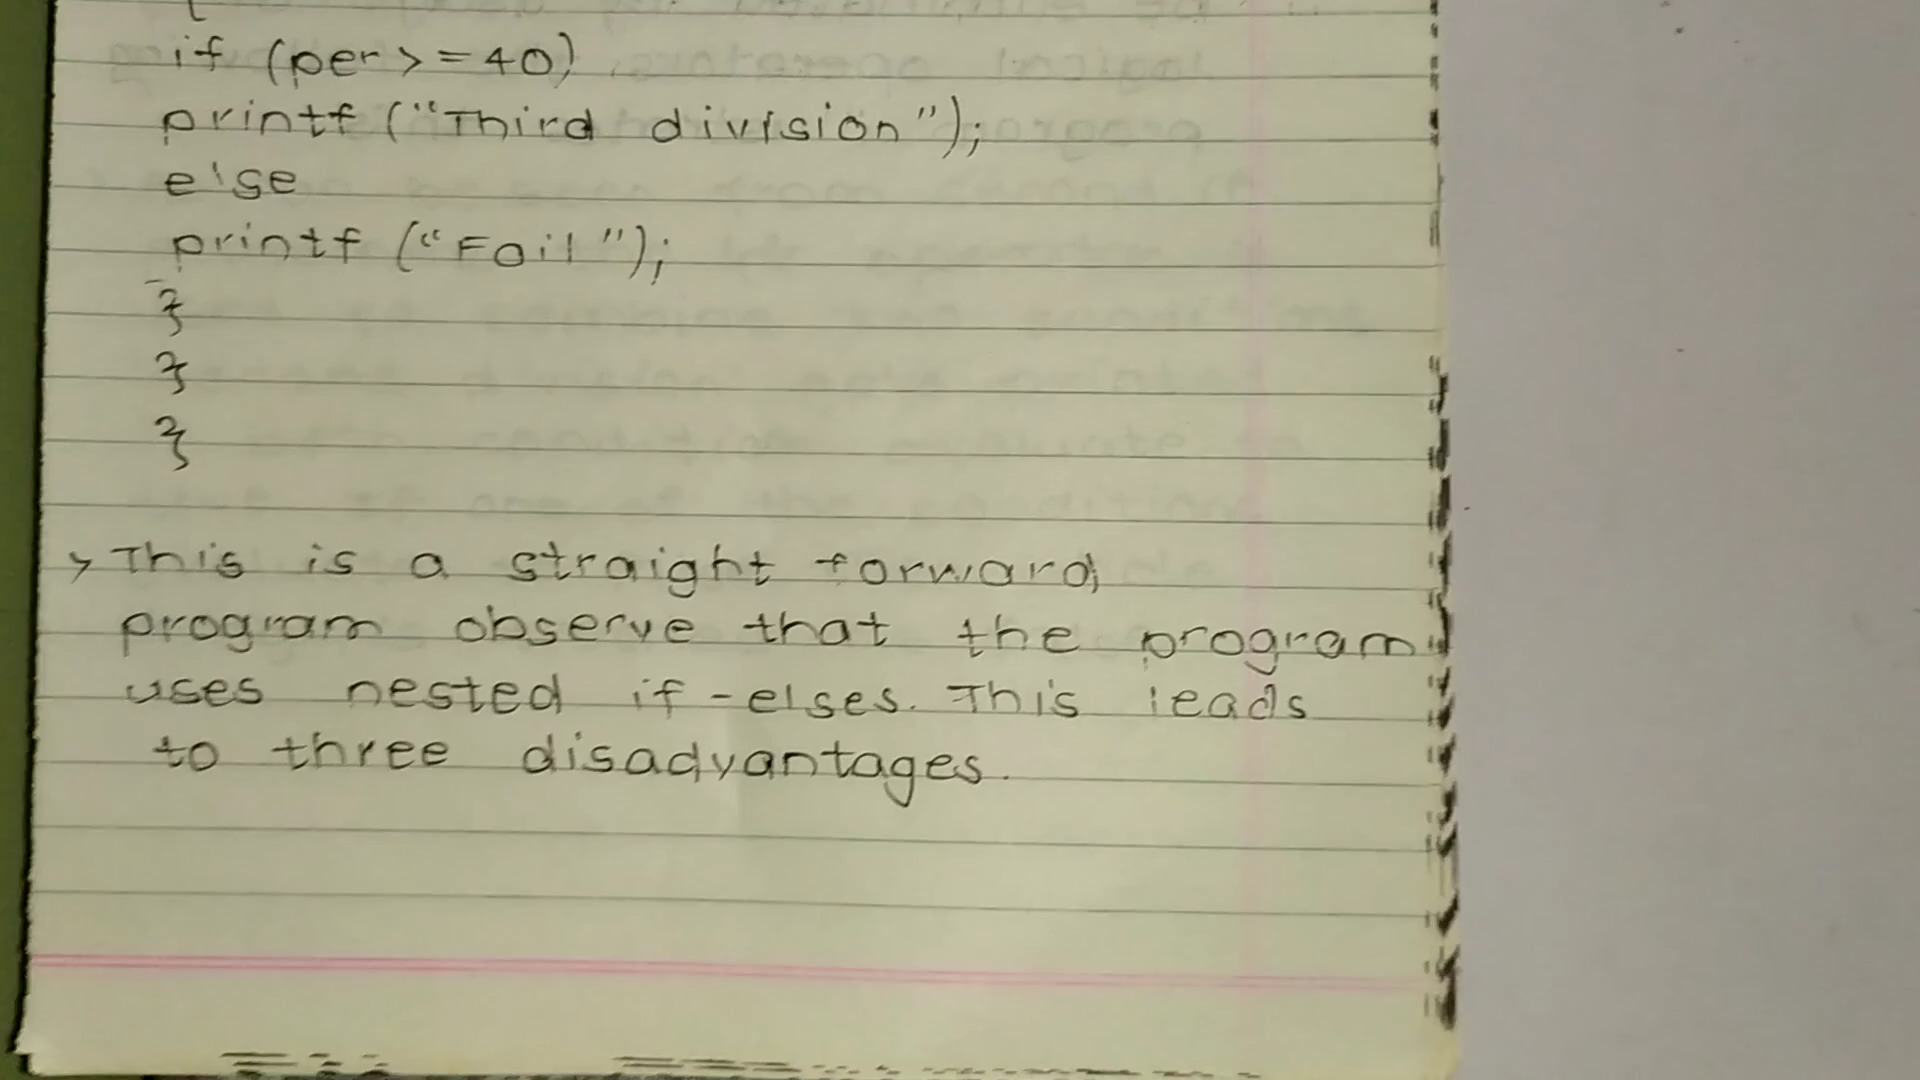 {
if (per >= 40)
printf ("Third division");
else
printf ("Fail");
}
}
}
> This is a straight forward
program observe that the program
uses nested if-elses. This leads
to three disadvantages.